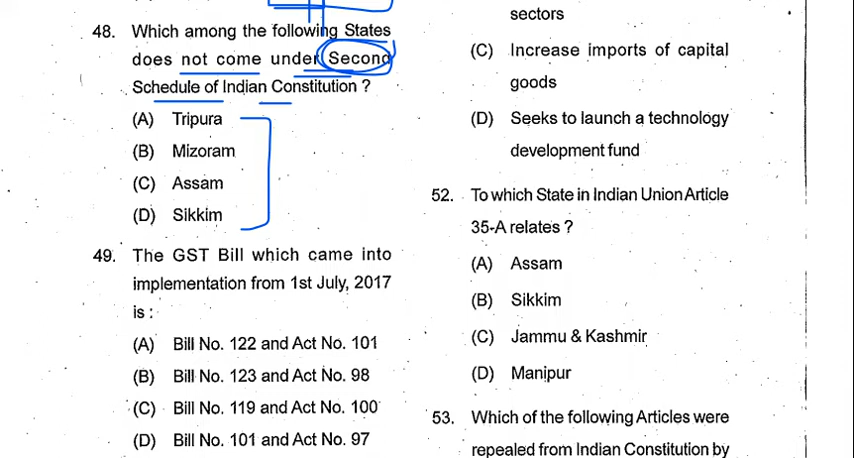 48. Which among the following States
does not come under Second
Schedule of Indian Constitution ?
(A) Tripura
(B) Mizoram
(C) Assam
(D) Sikkim
49. The GST Bill which came into
implementation from 1st July, 2017
is :
(A) Bill No. 122 and Act No. 101
(B) Bill No. 123 and Act No. 98
(C) Bill No. 119 and Act No. 100
(D) Bill No. 101 and Act No. 97
sectors
(C) Increase imports of capital
goods
(D) Seeks to launch a technology
development fund
52. To which State in Indian Union Article
35-A relates ?
(A) Assam
(B) Sikkim
(C) Jammu & Kashmir
(D) Manipur
53. Which of the following Articles were
repealed from Indian Constitution by